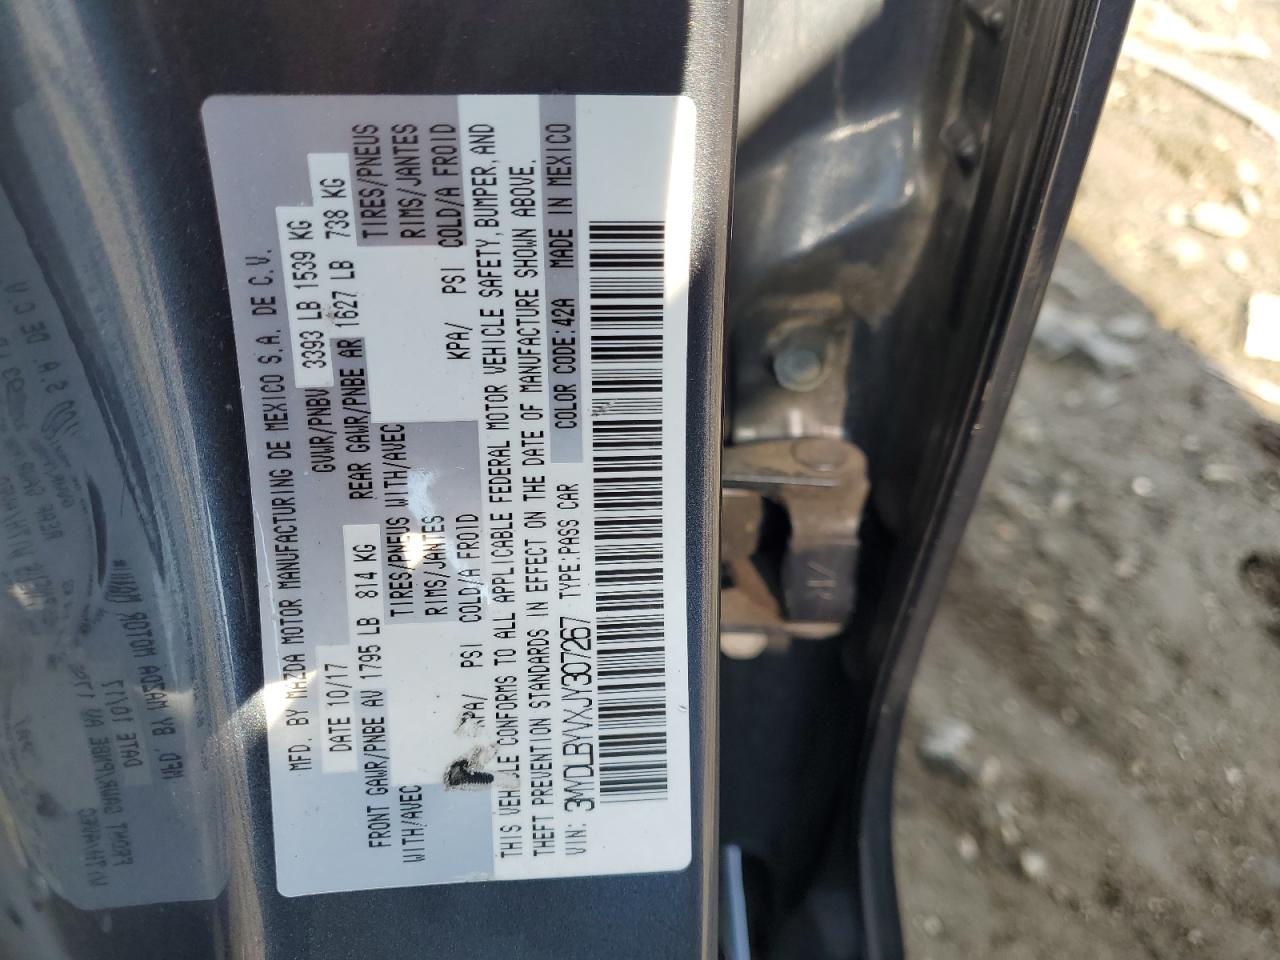 MFD. BY MAZDA MOTOR MANUFACTURING DE MEXICO S.A. DE C.V.
DATE 10/17 GVWR/PNBV 3393 LB 1539 KG
FRONT GAWR/PNBE AV 1795 LB 814 KG REAR GAWR/PNBE AR 1627 LB 738 KG
WITH/AVEC TIRES/PNEUS WITH/AVEC TIRES/PNEUS
RIMS/JANTES RIMS/JANTES
KPA/ PSI COLD/A FROID KPA/ PSI COLD/A FROID
THIS VEHICLE CONFORMS TO ALL APPLICABLE FEDERAL MOTOR VEHICLE SAFETY, BUMPER, AND
THEFT PREVENTION STANDARDS IN EFFECT ON THE DATE OF MANUFACTURE SHOWN ABOVE.
VIN: 3MYDLBYVXJY307267 TYPE:PASS CAR COLOR CODE:42A MADE IN MEXICO